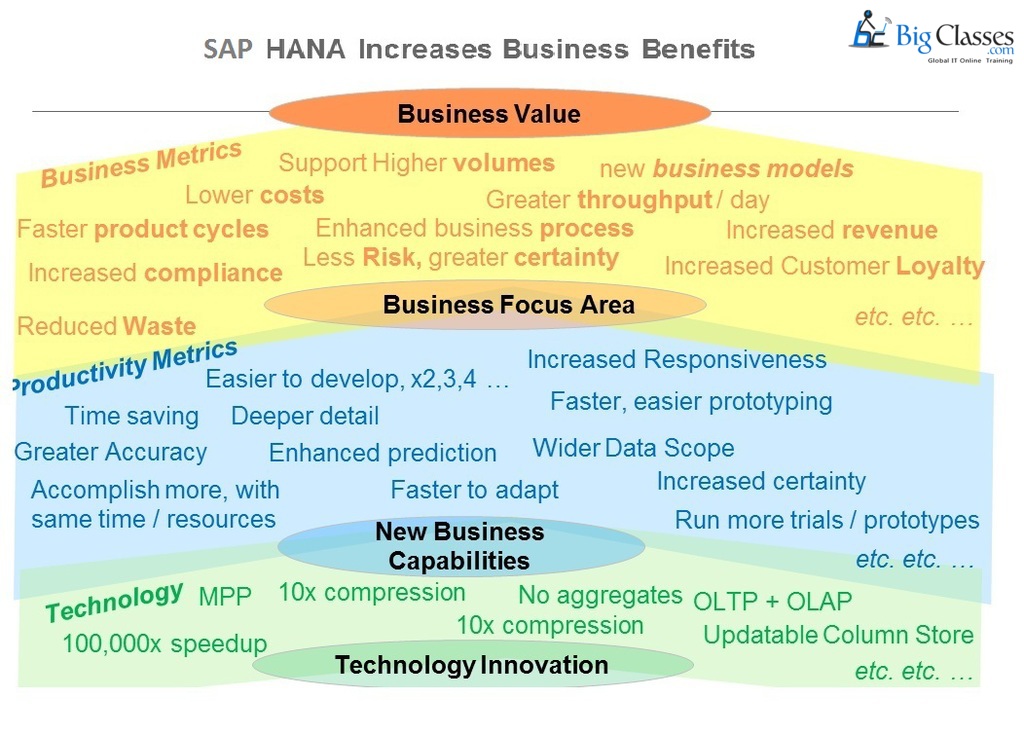 SAP HANA Increases Business Benefits
bc BigClasses
.com
Global IT Online Training
Business Value
Business Metrics
Support Higher volumes
new business models
Lower costs
Greater throughput / day
Faster product cycles
Enhanced business process
Increased revenue
Less Risk, greater certainty
Increased compliance
Increased Customer Loyalty
Business Focus Area
Reduced Waste
etc. etc. …
Productivity Metrics
Increased Responsiveness
Easier to develop, x2,3,4 …
Time saving
Deeper detail
Faster, easier prototyping
Greater Accuracy
Enhanced prediction
Wider Data Scope
Accomplish more, with
same time / resources
Faster to adapt
Increased certainty
Run more trials / prototypes
New Business
Capabilities
etc. etc. …
Technology
MPP
10x compression
No aggregates
OLTP + OLAP
10x compression
100,000x speedup
Updatable Column Store
Technology Innovation
etc. etc. …